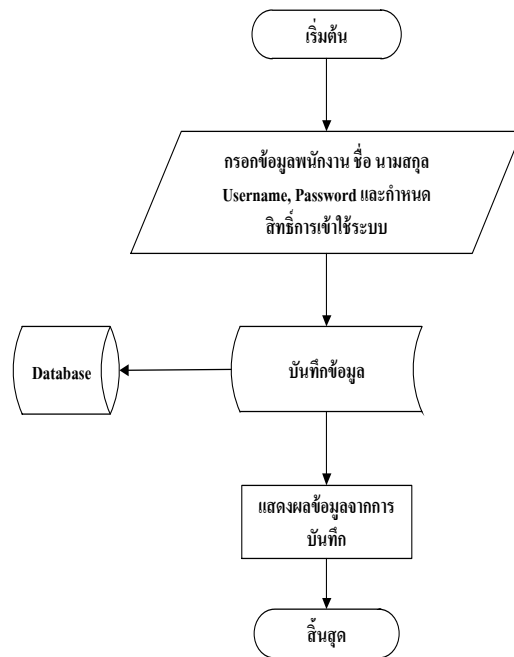 เริ่มต้น
กรอกข้อมูลพนักงาน ชื่อ นามสกุล
Username, Password และกำหนด
สิทธิ์การเข้าใช้ระบบ
Database
บันทึกข้อมูล
แสดงผลข้อมูลจากการ
บันทึก
สิ้นสุด